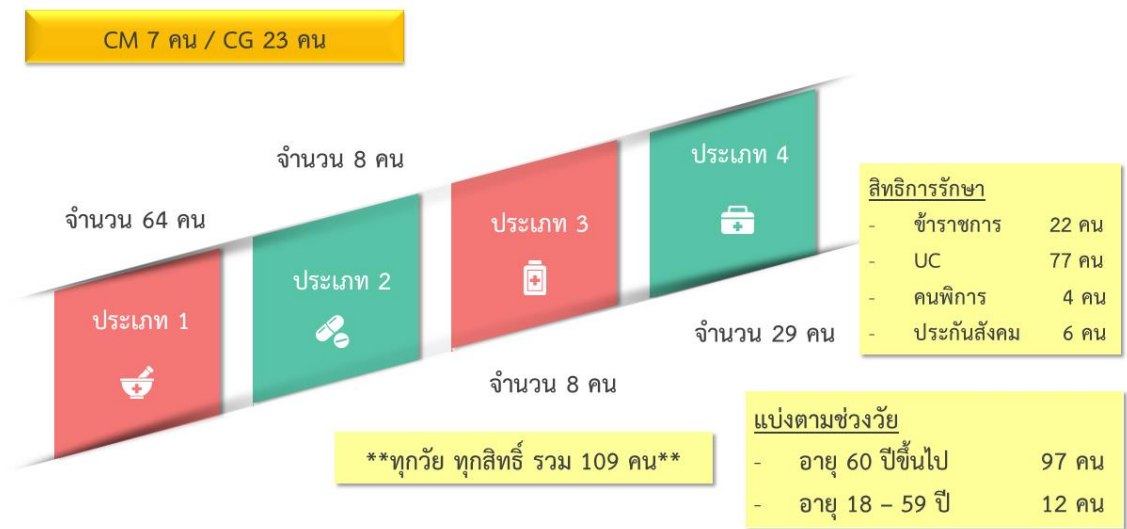 CM 7 คน / CG 23 คน
จำนวน 64 คน
ประเภท 1
จำนวน 8 คน
ประเภท 2
ประเภท 3
จำนวน 8 คน
ประเภท 4
จำนวน 29 คน
สิทธิการรักษา
- ข้าราชการ 22 คน
- UC 77 คน
- คนพิการ 4 คน
- ประกันสังคม 6 คน
**ทุกวัย ทุกสิทธิ์ รวม 109 คน**
แบ่งตามช่วงวัย
- อายุ 60 ปีขึ้นไป 97 คน
- อายุ 18 – 59 ปี 12 คน